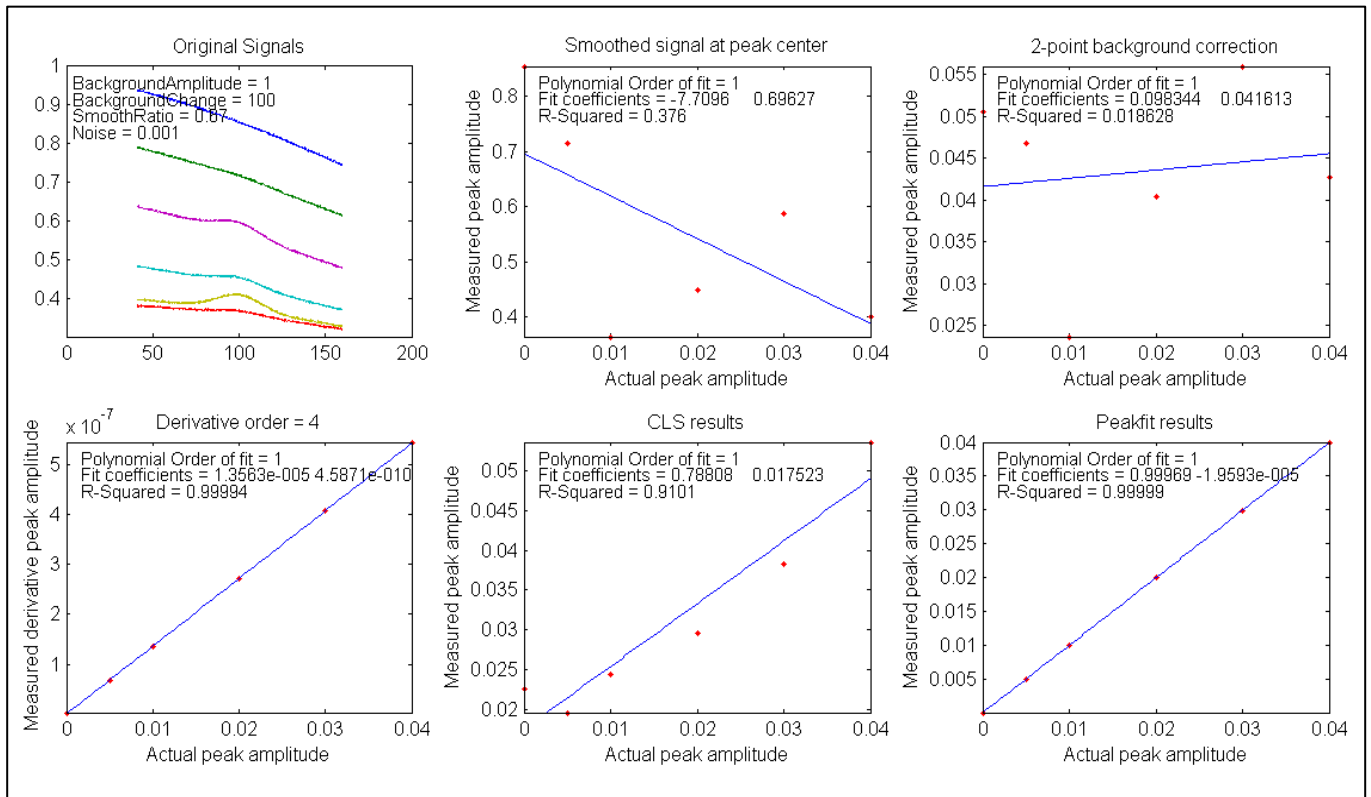 Original Signals
BackgroundAmplitude = 1
BackgroundChange = 100
SmoothRatio = 0.67
Noise = 0.001
1
0.9
0.8
0.7
0.6
0.5
0.4
0
50
100
150
200
Smoothed signal at peak center
Polynomial Order of fit = 1
Fit coefficients = -7.7096 0.69627
R-Squared = 0.376
Measured peak amplitude
0.8
0.7
0.6
0.5
0.4
0
0.01
0.02
0.03
0.04
Actual peak amplitude
2-point background correction
Polynomial Order of fit = 1
Fit coefficients = 0.098344 0.041613
R-Squared = 0.018628
Measured peak amplitude
0.055
0.05
0.045
0.04
0.035
0.03
0.025
0
0.01
0.02
0.03
0.04
Actual peak amplitude
x 10-7
Derivative order = 4
Polynomial Order of fit = 1
Fit coefficients = 1.3563e-005 4.5871e-010
R-Squared = 0.99994
Measured derivative peak amplitude
5
4
3
2
1
0
0.01
0.02
0.03
0.04
Actual peak amplitude
CLS results
Polynomial Order of fit = 1
Fit coefficients = 0.78808 0.017523
R-Squared = 0.9101
Measured peak amplitude
0.05
0.045
0.04
0.035
0.03
0.025
0.02
0
0.01
0.02
0.03
0.04
Actual peak amplitude
Peakfit results
Polynomial Order of fit = 1
Fit coefficients = 0.99969 -1.9593e-005
R-Squared = 0.99999
Measured peak amplitude
0.04
0.035
0.03
0.025
0.02
0.015
0.01
0.005
0
0.01
0.02
0.03
0.04
Actual peak amplitude